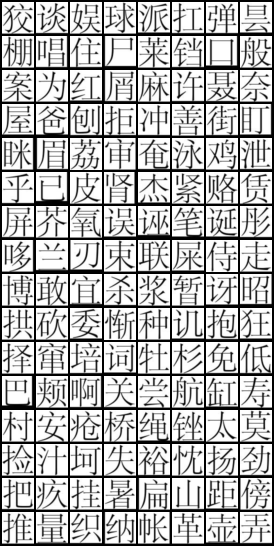 狡谈娱球派扛弹昙
棚唱住尸莱铛囗般
案为红屑麻许聂奈
屋爸刨拒冲善街盯
眯眉荔审奄泳鸡泄
乎已皮肾杰紧赂赁
屏芥氧误诬笔诞彤
哆兰刃束联屎侍走
博敢宜杀浆暂讶昭
拱砍委惭种讥抱狂
择窜培词牡杉免低
巴颊啊关尝航缸寿
村安疮桥绳锉太莫
捡汁坷失裕忱扬劲
把疚挂暑扁山距傍
推量织纳帐革壶弄